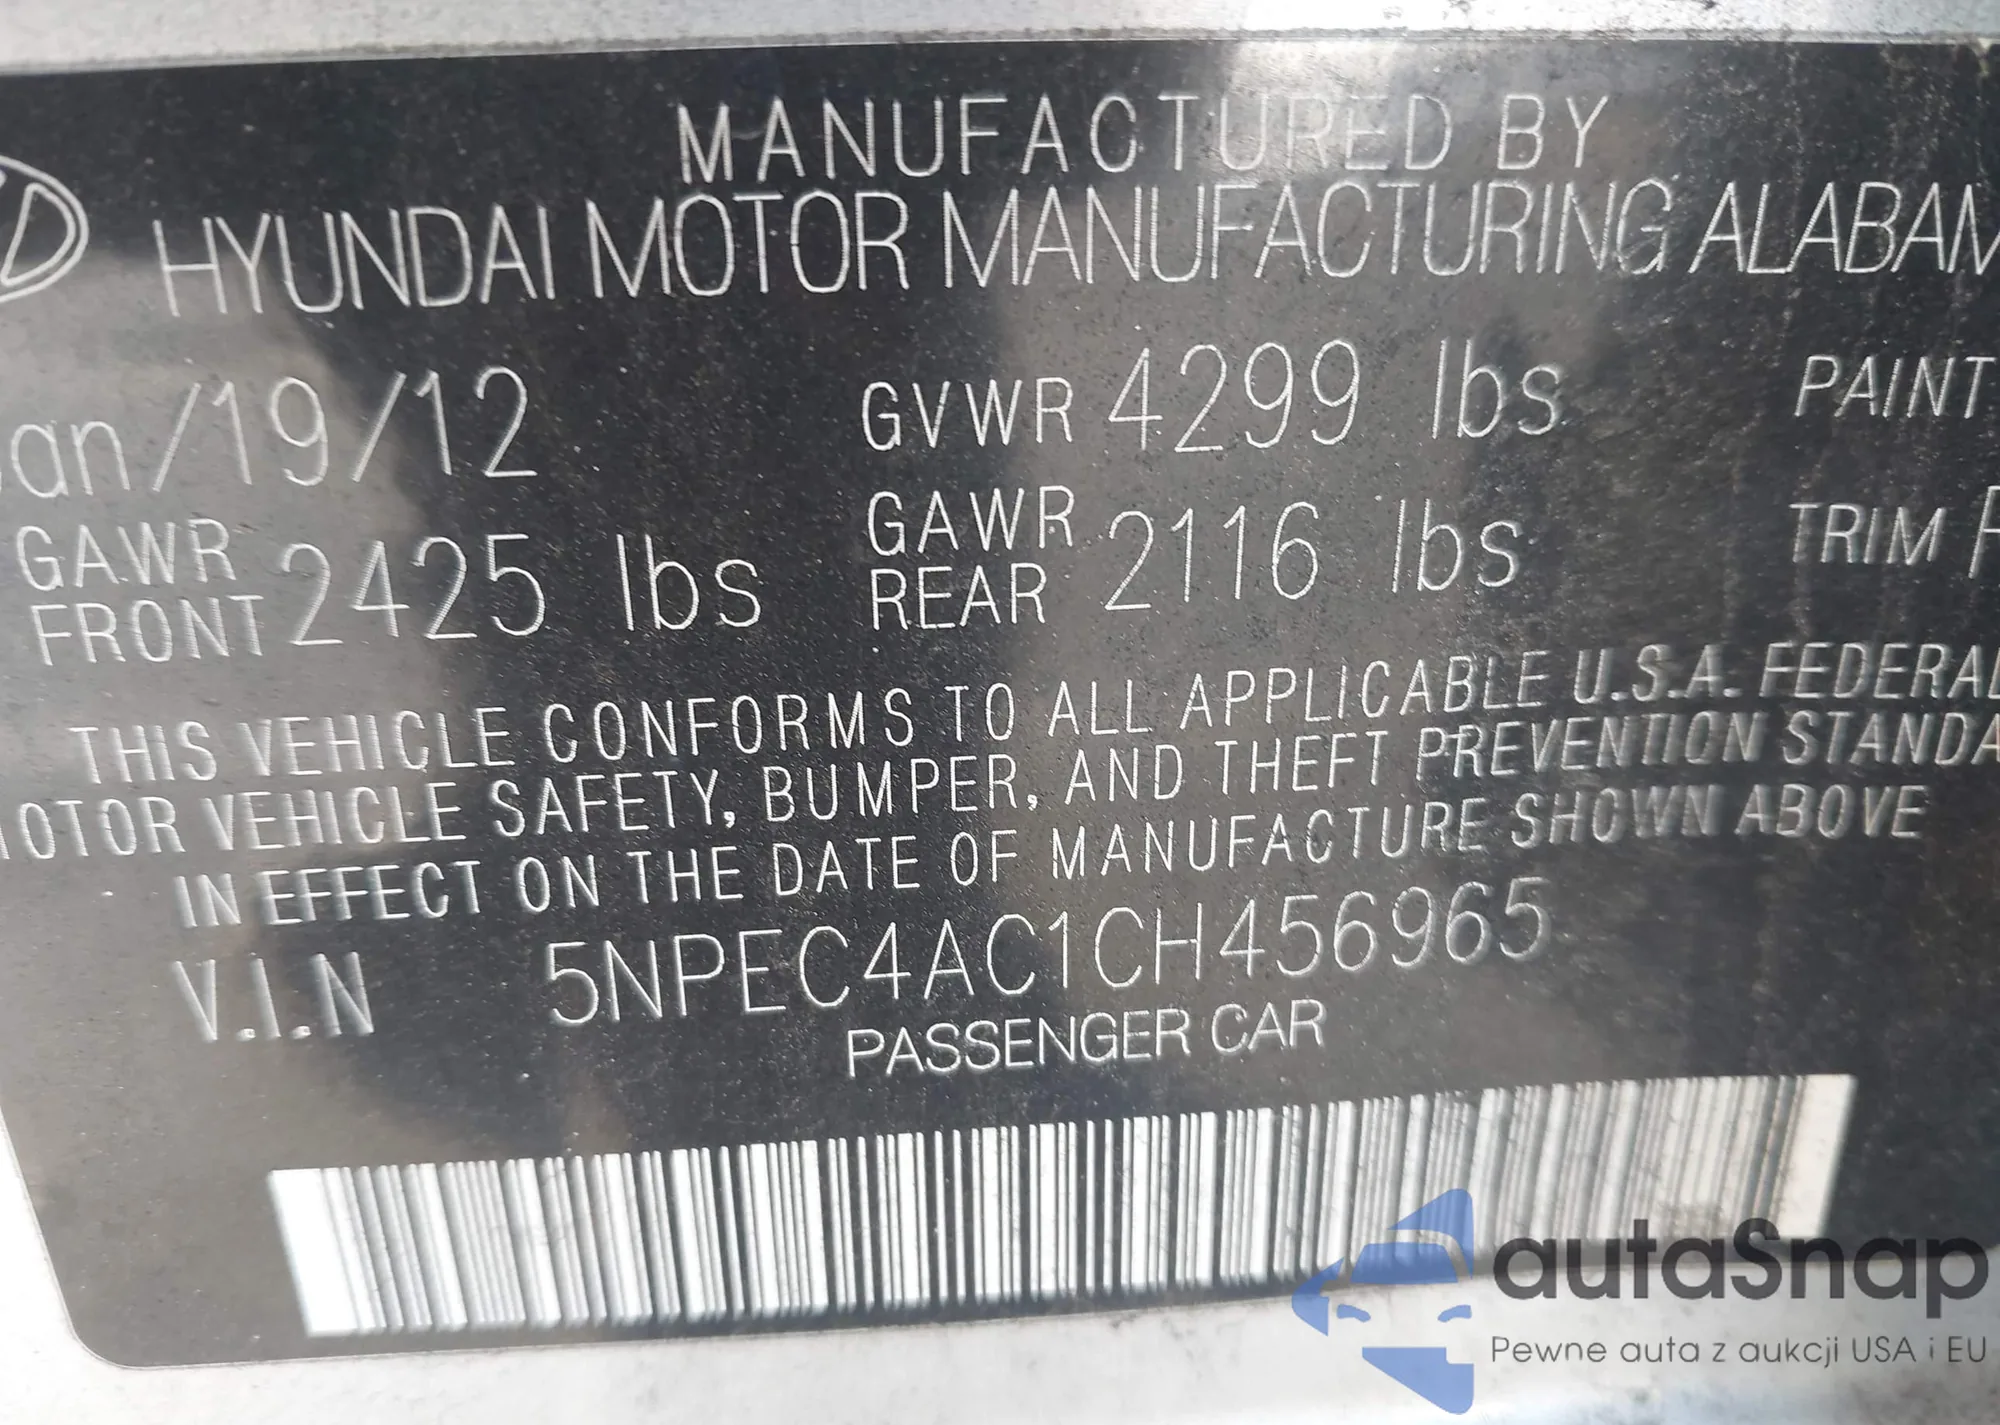 MANUFACTURED BY
HYUNDAI MOTOR MANUFACTURING ALABAM
an/19/12 GVWR 4299 lbs PAINT
GAWR FRONT 2425 lbs GAWR REAR 2116 lbs TRIM
THIS VEHICLE CONFORMS TO ALL APPLICABLE U.S.A. FEDERAL
OTOR VEHICLE SAFETY, BUMPER, AND THEFT PREVENTION STANDA
IN EFFECT ON THE DATE OF MANUFACTURE SHOWN ABOVE
V.I.N 5NPEC4AC1CH456965
PASSENGER CAR
autaSnap
Pewne auta z aukcji USA i EU